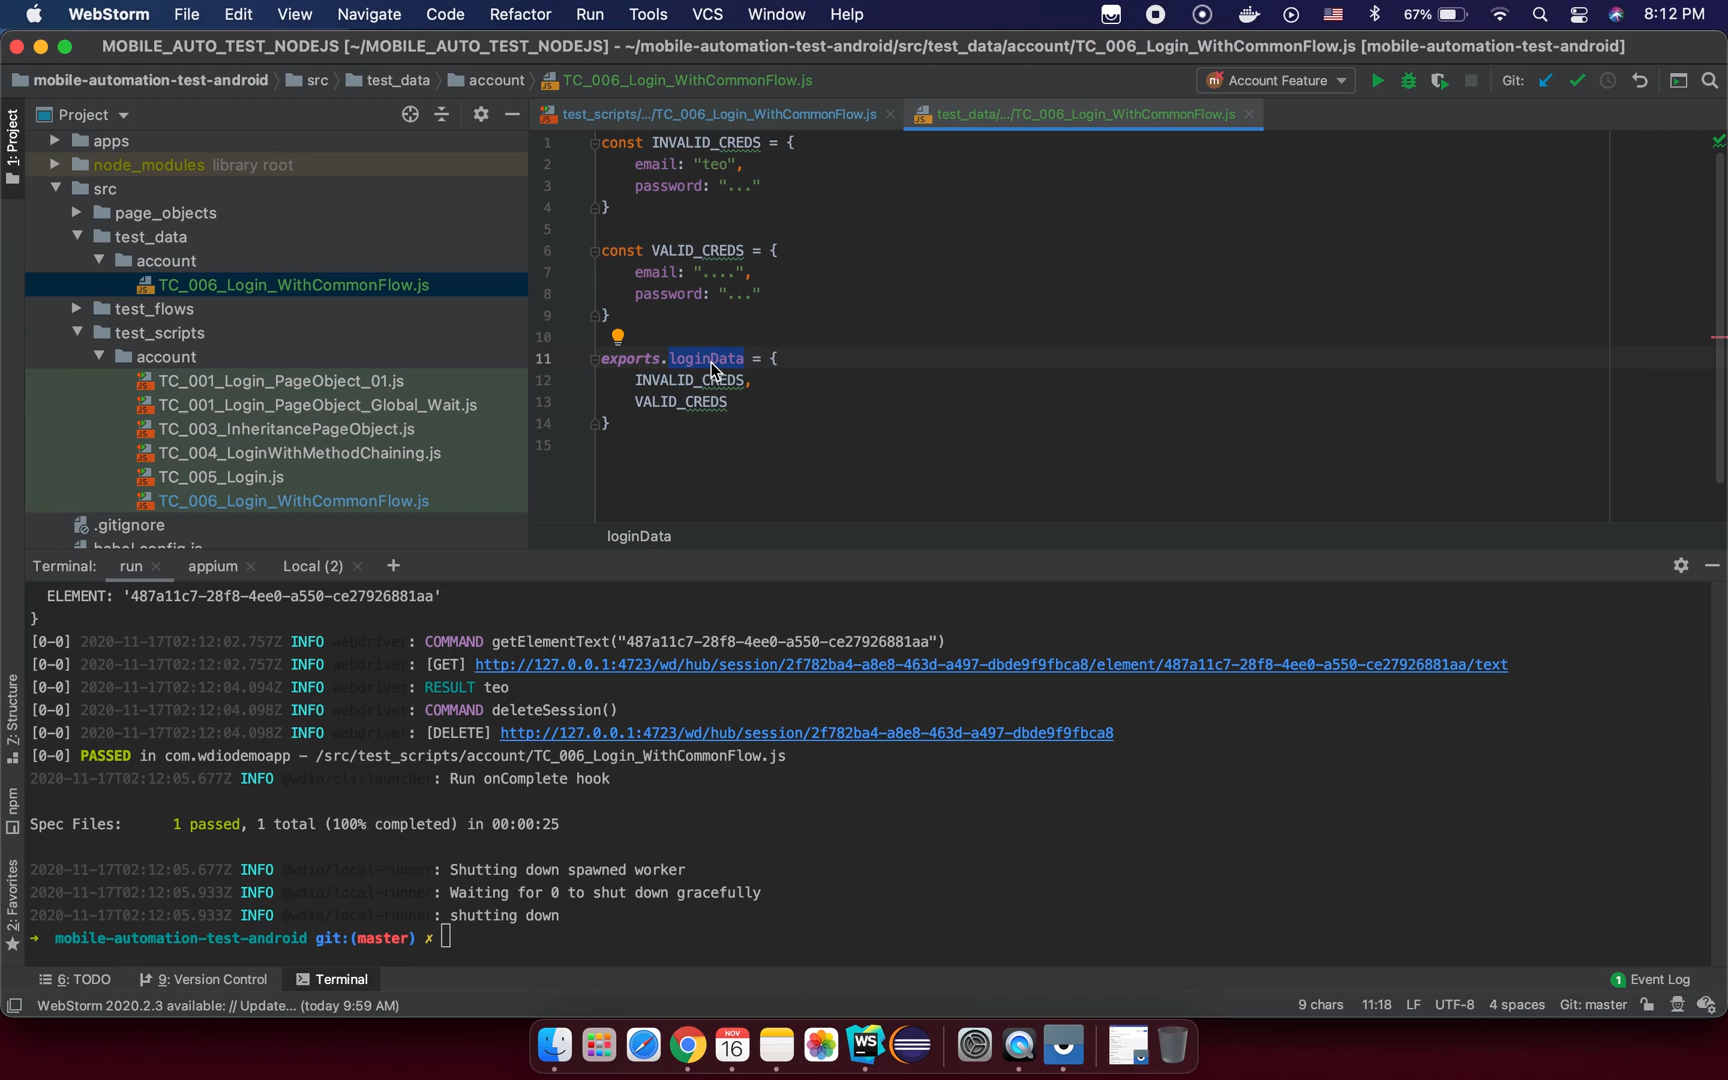 WebStorm File Edit View Navigate Code Refactor Run Tools VCS Window Help 67% 8:12 PM
MOBILE_AUTO_TEST_NODEJS [~/MOBILE_AUTO_TEST_NODEJS] - ~/mobile-automation-test-android/src/test_data/account/TC_006_Login_WithCommonFlow.js [mobile-automation-test-android]
mobile-automation-test-android src test_data account TC_006_Login_WithCommonFlow.js Account Feature Git:
1: Project
Project
test_scripts/.../TC_006_Login_WithCommonFlow.js test_data/.../TC_006_Login_WithCommonFlow.js
apps
node_modules library root
src
page_objects
test_data
account
TC_006_Login_WithCommonFlow.js
test_flows
test_scripts
account
TC_001_Login_PageObject_01.js
TC_001_Login_PageObject_Global_Wait.js
TC_003_InheritancePageObject.js
TC_004_LoginWithMethodChaining.js
TC_005_Login.js
TC_006_Login_WithCommonFlow.js
.gitignore
babel.config.js
1 const INVALID_CREDS = {
2 email: "teo",
3 password: "..."
4 }
5
6 const VALID_CREDS = {
7 email: "....",
8 password: "..."
9 }
10
11 exports.loginData = {
12 INVALID_CREDS,
13 VALID_CREDS
14 }
15
loginData
Terminal: run appium Local (2) +
ELEMENT: '487a11c7-28f8-4ee0-a550-ce27926881aa'
}
[0-0] 2020-11-17T02:12:02.757Z INFO webdriver: COMMAND getElementText("487a11c7-28f8-4ee0-a550-ce27926881aa")
[0-0] 2020-11-17T02:12:02.757Z INFO webdriver: [GET] http://127.0.0.1:4723/wd/hub/session/2f782ba4-a8e8-463d-a497-dbde9f9fbca8/element/487a11c7-28f8-4ee0-a550-ce27926881aa/text
[0-0] 2020-11-17T02:12:04.094Z INFO webdriver: RESULT teo
[0-0] 2020-11-17T02:12:04.098Z INFO webdriver: COMMAND deleteSession()
[0-0] 2020-11-17T02:12:04.098Z INFO webdriver: [DELETE] http://127.0.0.1:4723/wd/hub/session/2f782ba4-a8e8-463d-a497-dbde9f9fbca8
[0-0] PASSED in com.wdiodemoapp - /src/test_scripts/account/TC_006_Login_WithCommonFlow.js
2020-11-17T02:12:05.677Z INFO @wdio/cli:launcher: Run onComplete hook
Spec Files: 1 passed, 1 total (100% completed) in 00:00:25
2020-11-17T02:12:05.677Z INFO @wdio/local-runner: Shutting down spawned worker
2020-11-17T02:12:05.933Z INFO @wdio/local-runner: Waiting for 0 to shut down gracefully
2020-11-17T02:12:05.933Z INFO @wdio/local-runner: shutting down
→ mobile-automation-test-android git:(master) ✗
Z: Structure
npm
2: Favorites
6: TODO 9: Version Control Terminal 1 Event Log
WebStorm 2020.2.3 available: // Update... (today 9:59 AM) 9 chars 11:18 LF UTF-8 4 spaces Git: master
NOV
16
WS